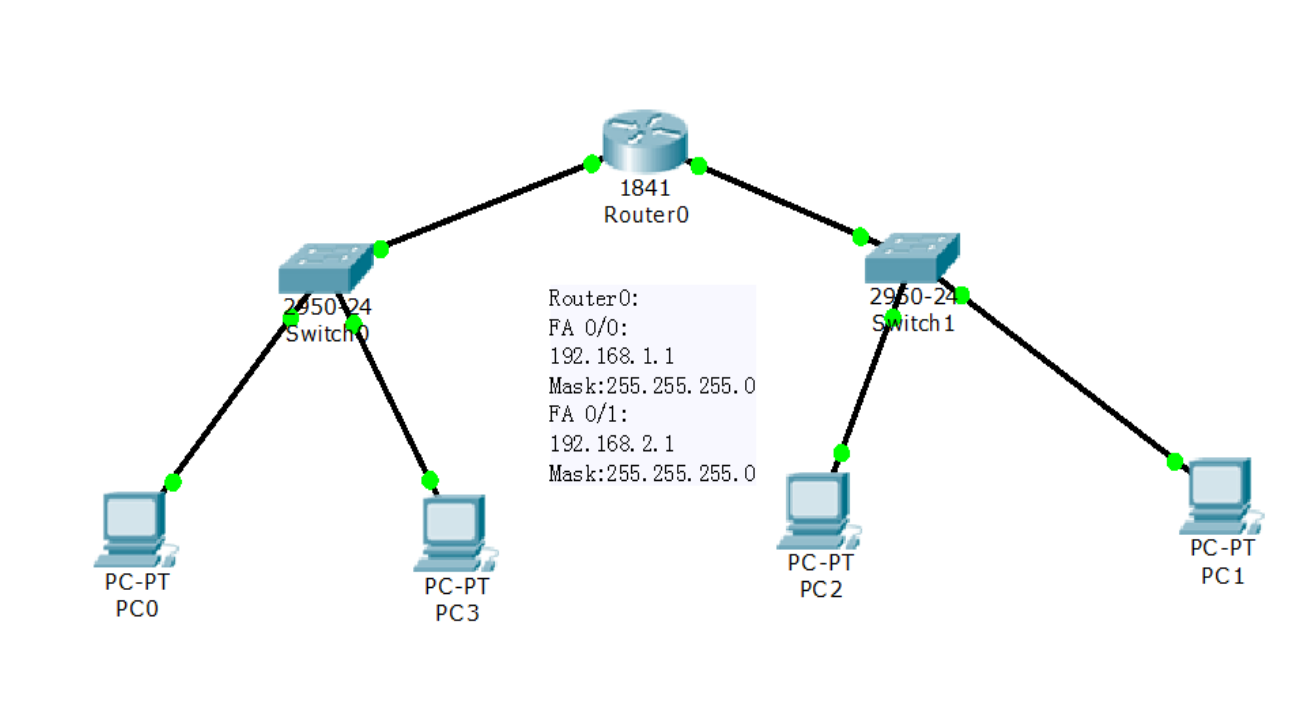 1841
Router0
2950-24
Switch0
2950-24
Switch1
Router0:
FA 0/0:
192.168.1.1
Mask:255.255.255.0
FA 0/1:
192.168.2.1
Mask:255.255.255.0
PC-PT
PC0
PC-PT
PC3
PC-PT
PC2
PC-PT
PC1